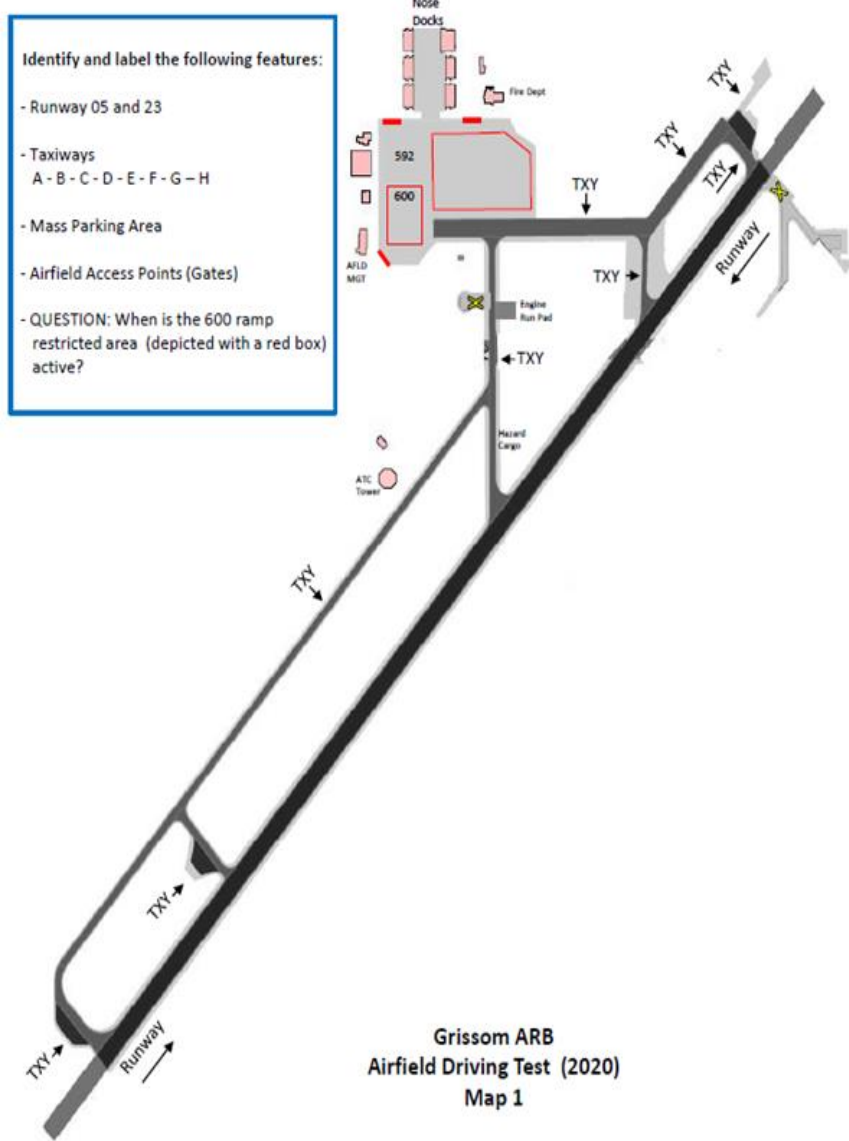 Nose
Docks
Identify and label the following features:
- Runway 05 and 23
- Taxiways
A - B - C - D - E - F - G – H
- Mass Parking Area
- Airfield Access Points (Gates)
- QUESTION: When is the 600 ramp
restricted area (depicted with a red box)
active?
Fire Dept
TXY
TXY
592
600
TXY
TXY
Runway
AFLD
MGT
TXY
Engine
Run Pad
TXY
Hazard
Cargo
ATC
Tower
TXY
TXY
TXY
Runway
Grissom ARB
Airfield Driving Test (2020)
Map 1